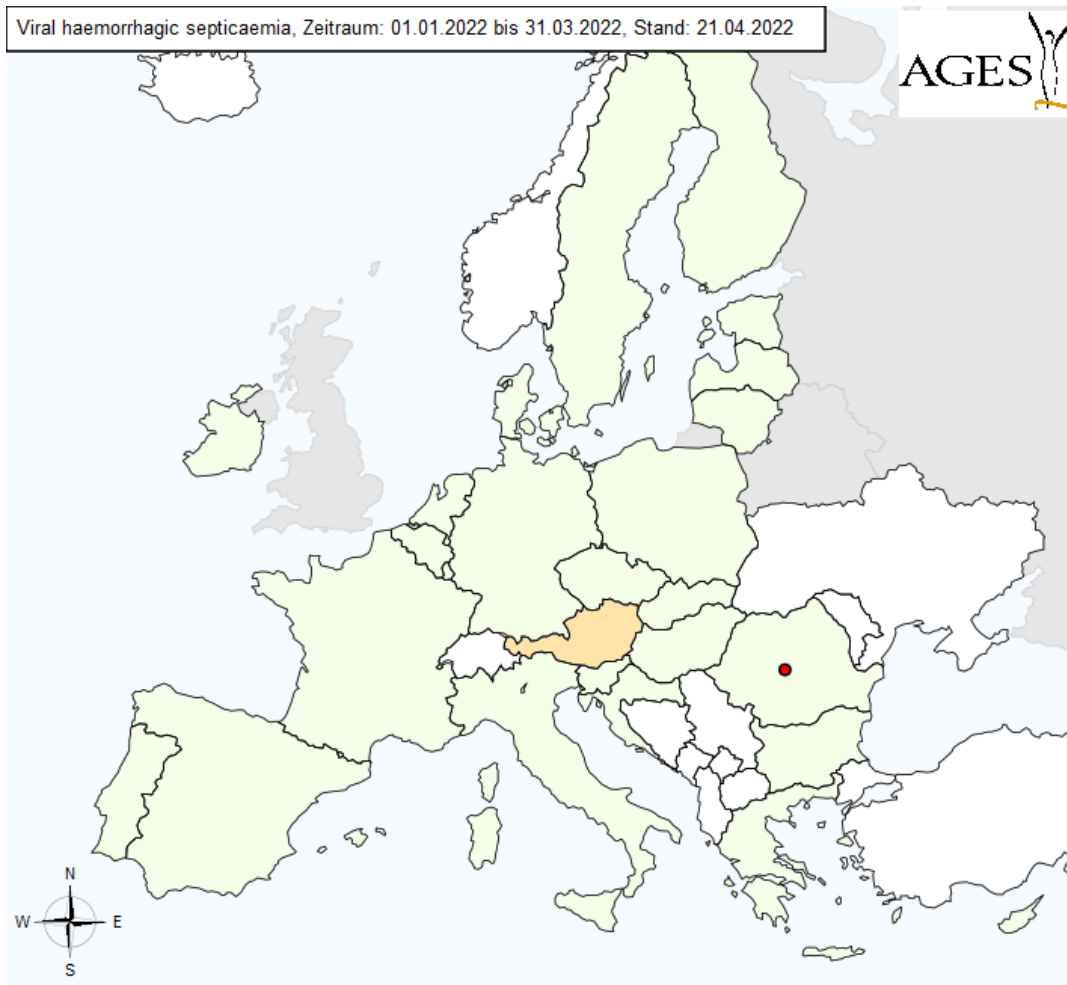 Viral haemorrhagic septicaemia, Zeitraum: 01.01.2022 bis 31.03.2022, Stand: 21.04.2022
AGES
N
W E
S